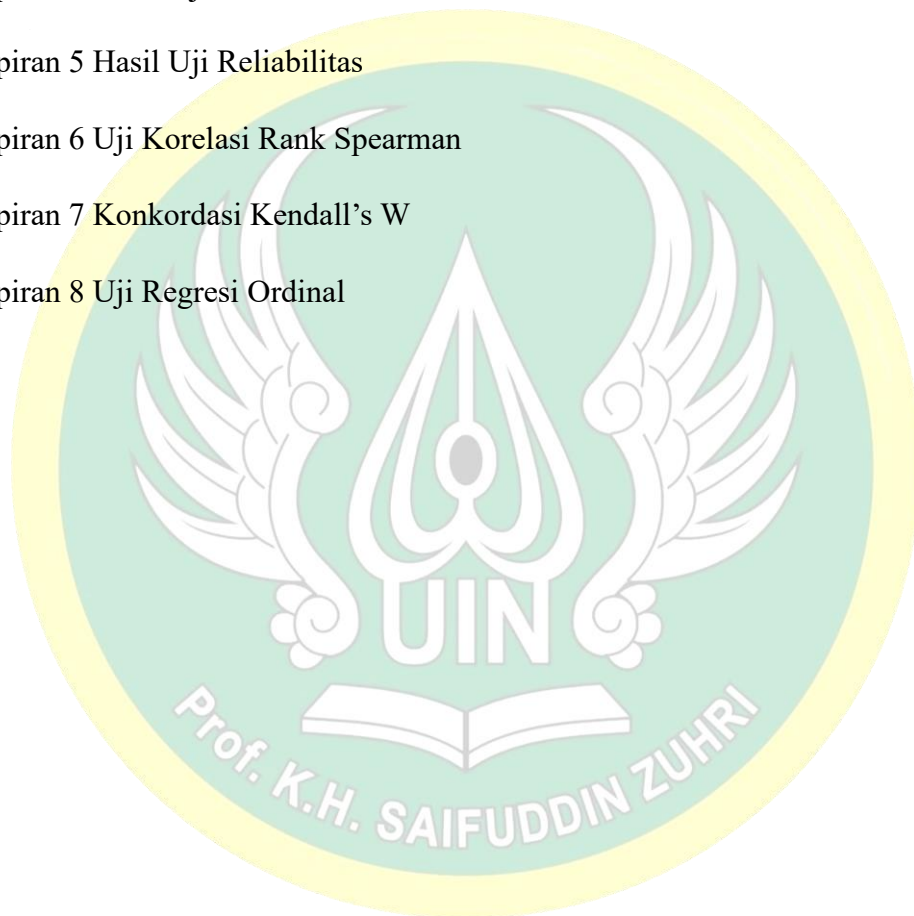 piran 5 Hasil Uji Reliabilitas
piran 6 Uji Korelasi Rank Spearman
piran 7 Konkordasi Kendall’s W
piran 8 Uji Regresi Ordinal
UIN
Prof. K.H. SAIFUDDIN ZUHRI